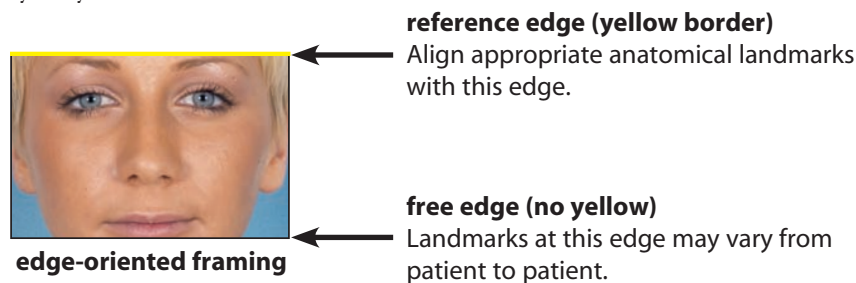 reference edge (yellow border)
Align appropriate anatomical landmarks
with this edge.
free edge (no yellow)
Landmarks at this edge may vary from
patient to patient.
edge-oriented framing